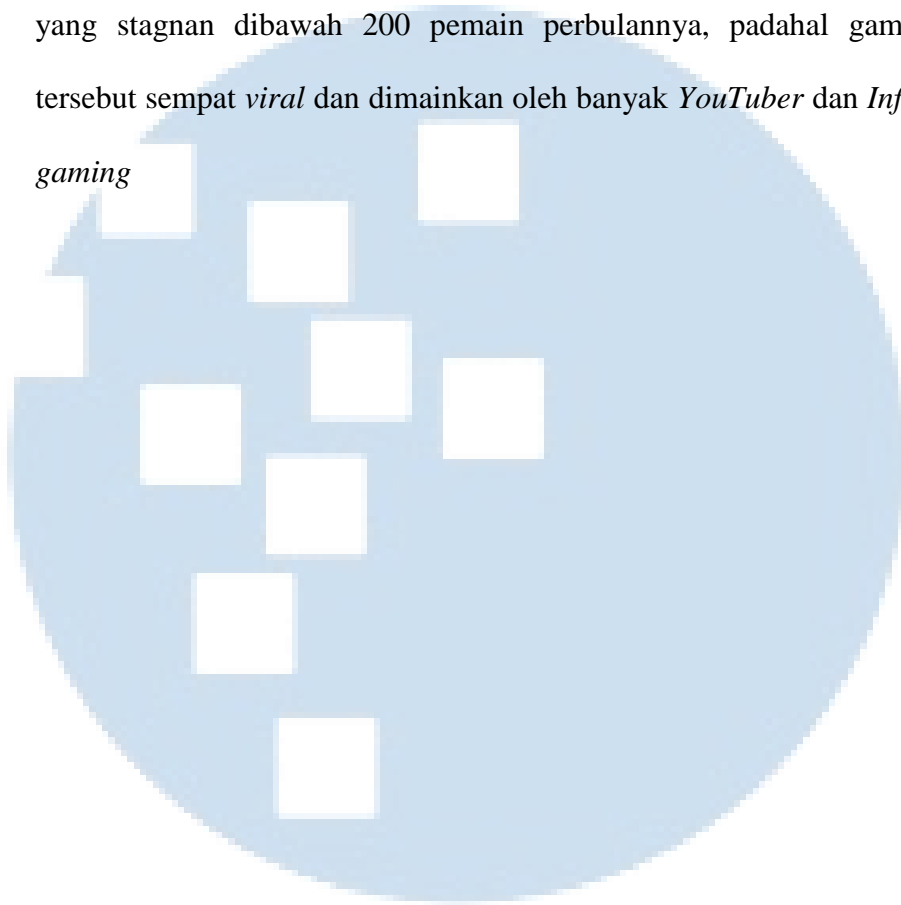 yang stagnan dibawah 200 pemain perbulannya, padahal gam
tersebut sempat viral dan dimainkan oleh banyak YouTuber dan Inf
gaming